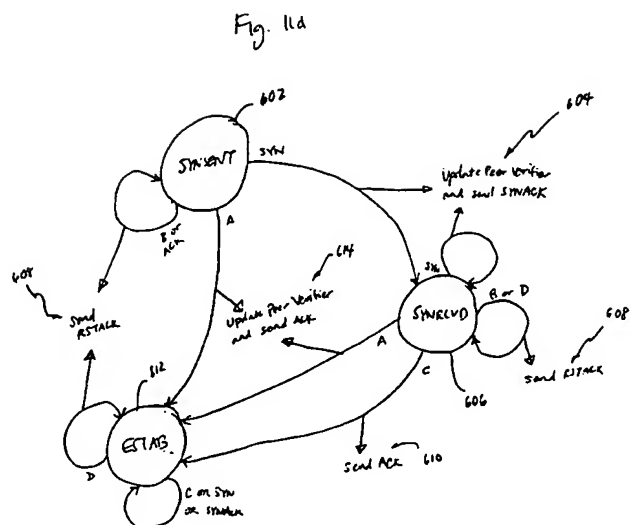 Fig. 11d
602
SYNSENT
SYN
604
Update Peer Verifier
and send SYNACK
B or
ACK
A
614
608
send
RSTACK
Update Peer Verifier
and send ACK
SYN
B or D
SYNRCVD
608
send RSTACK
A
C
606
612
ESTAB
D
send ACK
610
C or SYN
or SYNACK